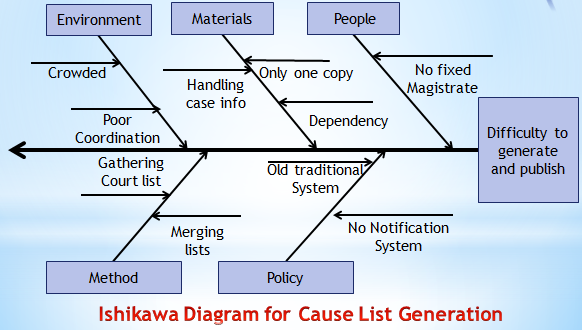 Environment
Materials
People
Crowded
Handling
case info
Only one copy
No fixed
Magistrate
Poor
Coordination
Dependency
Difficulty to
generate
and publish
Gathering
Court list
Old traditional
System
Merging
lists
No Notification
System
Method
Policy
Ishikawa Diagram for Cause List Generation